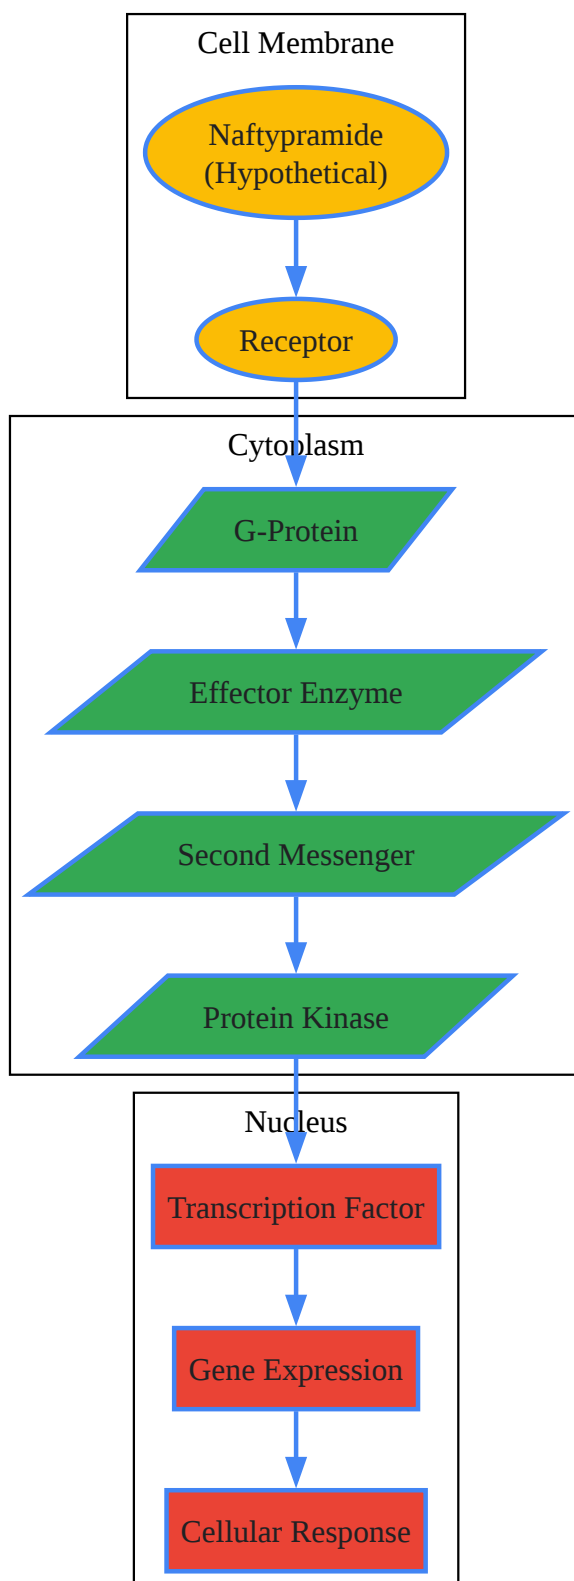 Cell Membrane
Naftypramide
(Hypothetical)
Receptor
Cytoplasm
G-Protein
Effector Enzyme
Second Messenger
Protein Kinase
Nucleus
Transcription Factor
Gene Expression
Cellular Response